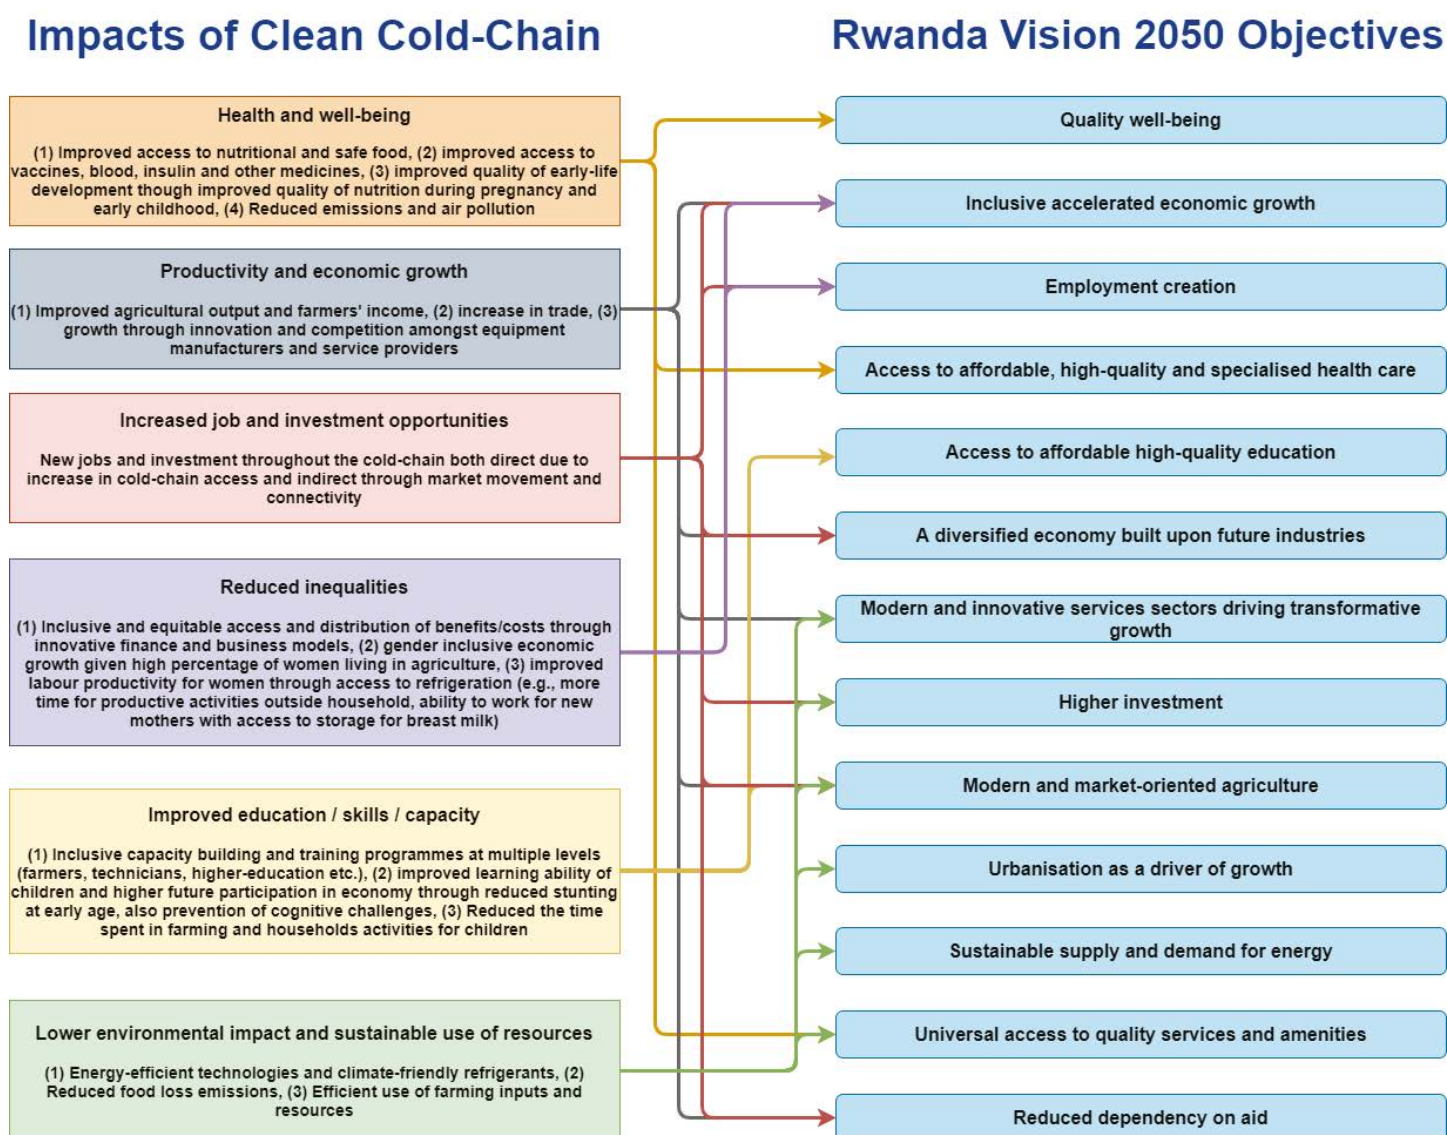 Impacts of Clean Cold-Chain
Rwanda Vision 2050 Objectives
Health and well-being
(1) Improved access to nutritional and safe food, (2) improved access to
vaccines, blood, insulin and other medicines, (3) improved quality of early-life
development though improved quality of nutrition during pregnancy and
early childhood, (4) Reduced emissions and air pollution
Productivity and economic growth
(1) Improved agricultural output and farmers' income, (2) increase in trade, (3)
growth through innovation and competition amongst equipment
manufacturers and service providers
Increased job and investment opportunities
New jobs and investment throughout the cold-chain both direct due to
increase in cold-chain access and indirect through market movement and
connectivity
Reduced inequalities
(1) Inclusive and equitable access and distribution of benefits/costs through
innovative finance and business models, (2) gender inclusive economic
growth given high percentage of women living in agriculture, (3) improved
labour productivity for women through access to refrigeration (e.g., more
time for productive activities outside household, ability to work for new
mothers with access to storage for breast milk)
Improved education / skills / capacity
(1) Inclusive capacity building and training programmes at multiple levels
(farmers, technicians, higher-education etc.), (2) improved learning ability of
children and higher future participation in economy through reduced stunting
at early age, also prevention of cognitive challenges, (3) Reduced the time
spent in farming and households activities for children
Lower environmental impact and sustainable use of resources
(1) Energy-efficient technologies and climate-friendly refrigerants, (2)
Reduced food loss emissions, (3) Efficient use of farming inputs and
resources
Quality well-being
Inclusive accelerated economic growth
Employment creation
Access to affordable, high-quality and specialised health care
Access to affordable high-quality education
A diversified economy built upon future industries
Modern and innovative services sectors driving transformative
growth
Higher investment
Modern and market-oriented agriculture
Urbanisation as a driver of growth
Sustainable supply and demand for energy
Universal access to quality services and amenities
Reduced dependency on aid